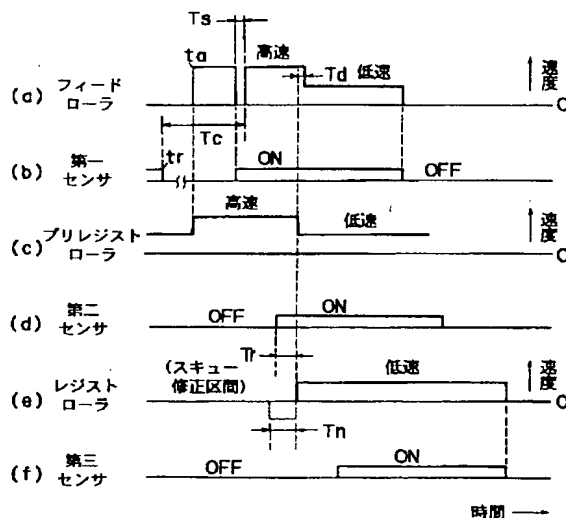 Ts
ta
高速
Td
低速
速度
(a) フィードローラ
0
Tc
tr
(b) 第一センサ
ON
OFF
高速
低速
速度
(c) プリレジストローラ
0
(d) 第二センサ
OFF
ON
Tr
(スキュー修正区間)
低速
速度
(e) レジストローラ
0
Tn
(f) 第三センサ
OFF
ON
時間